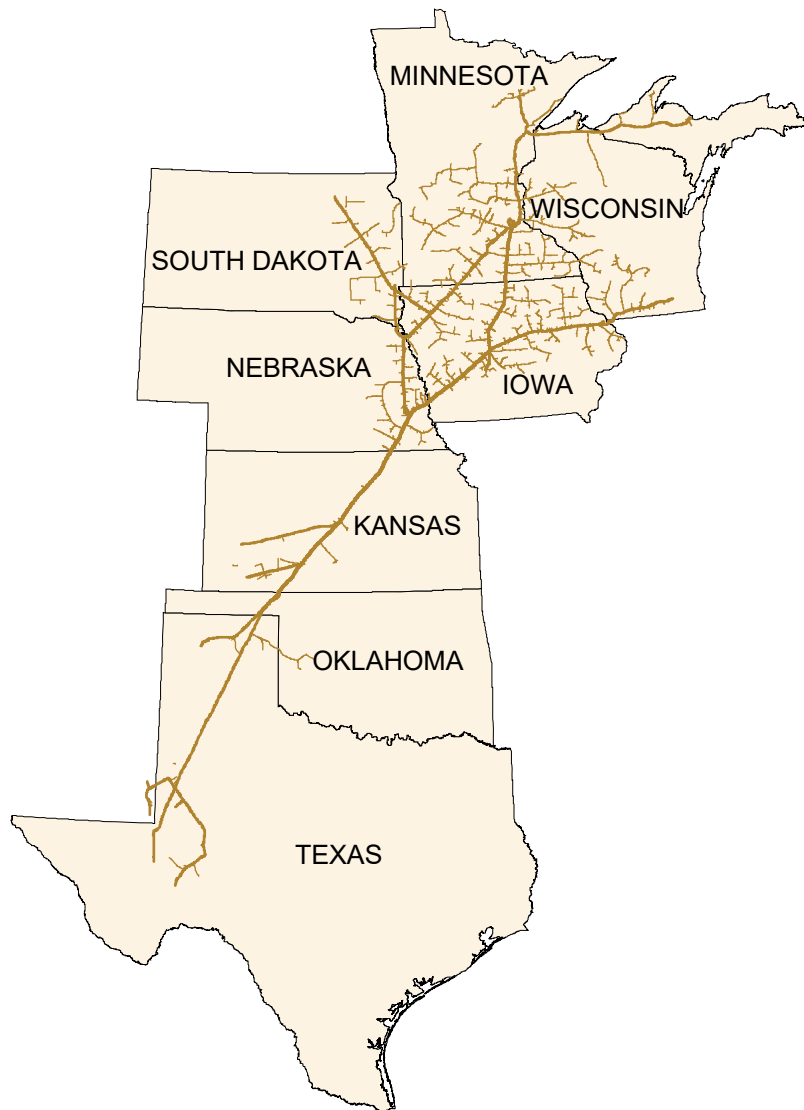 MINNESOTA
WISCONSIN
SOUTH DAKOTA
NEBRASKA
IOWA
KANSAS
OKLAHOMA
TEXAS